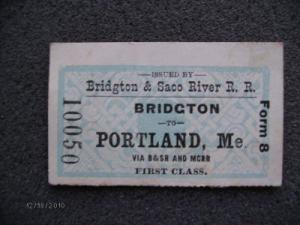 ISSUED BY
Bridgton & Saco River R. R.
BRIDGTON
TO
PORTLAND, Me.
VIA B&SR AND MCRR
FIRST CLASS.
10050
Form 8
12/18/2010